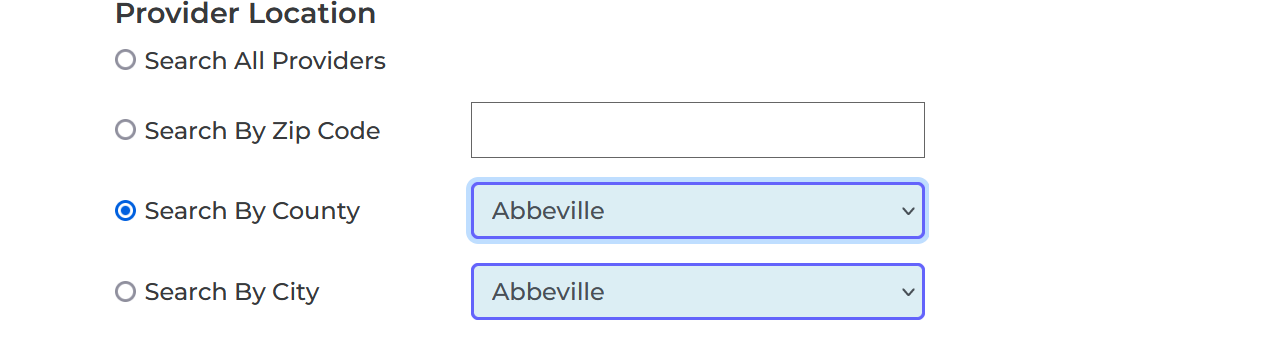 Provider Location
Search All Providers
Search By Zip Code
Search By County Abbeville
Search By City Abbeville